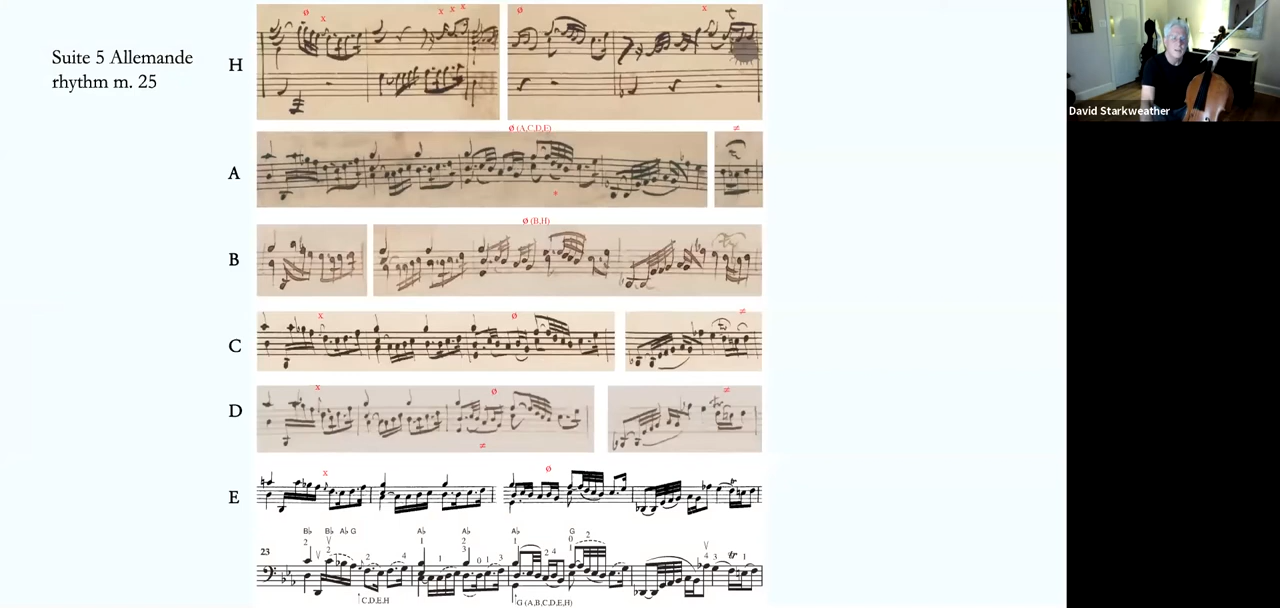 Suite 5 Allemande
rhythm m. 25
David Starkweather
H
ø x x x x ø x
A
ø (A,C,D,E) ≠
B
ø (B,H)
C
x ø ≠
D
x ø ≠
≠
E
x ø
B♭ B♭ A♭ G A♭ A♭ A♭ G
23
C,D,E,H
G (A,B,C,D,E,H)